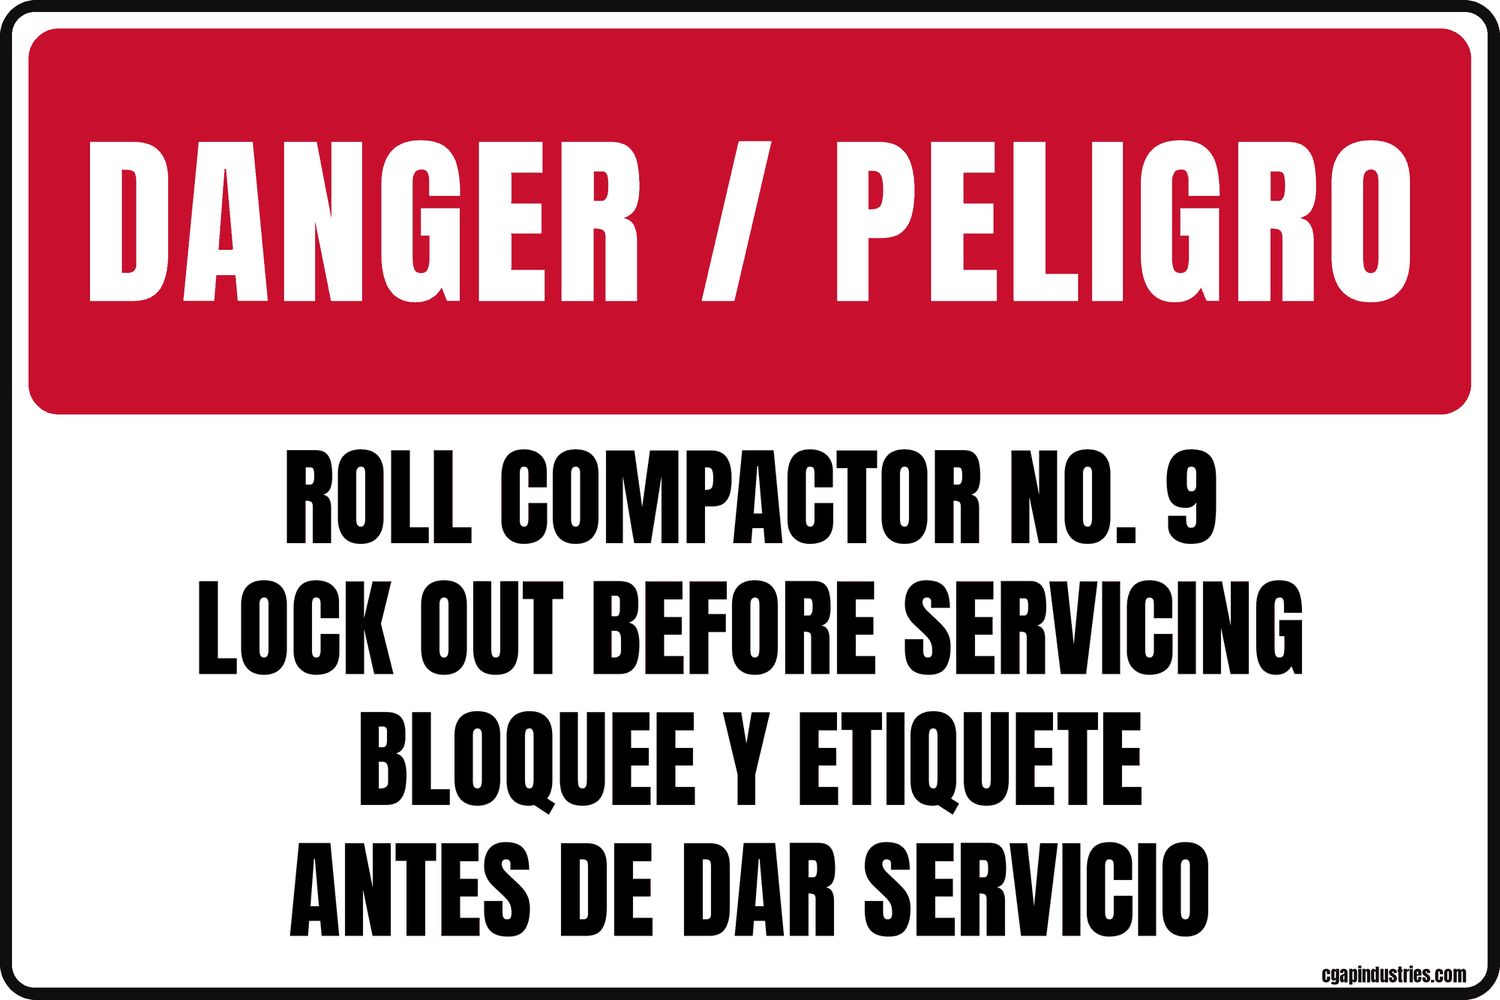 DANGER / PELIGRO
ROLL COMPACTOR NO. 9
LOCK OUT BEFORE SERVICING
BLOQUEE Y ETIQUETE
ANTES DE DAR SERVICIO
cgapindustries.com